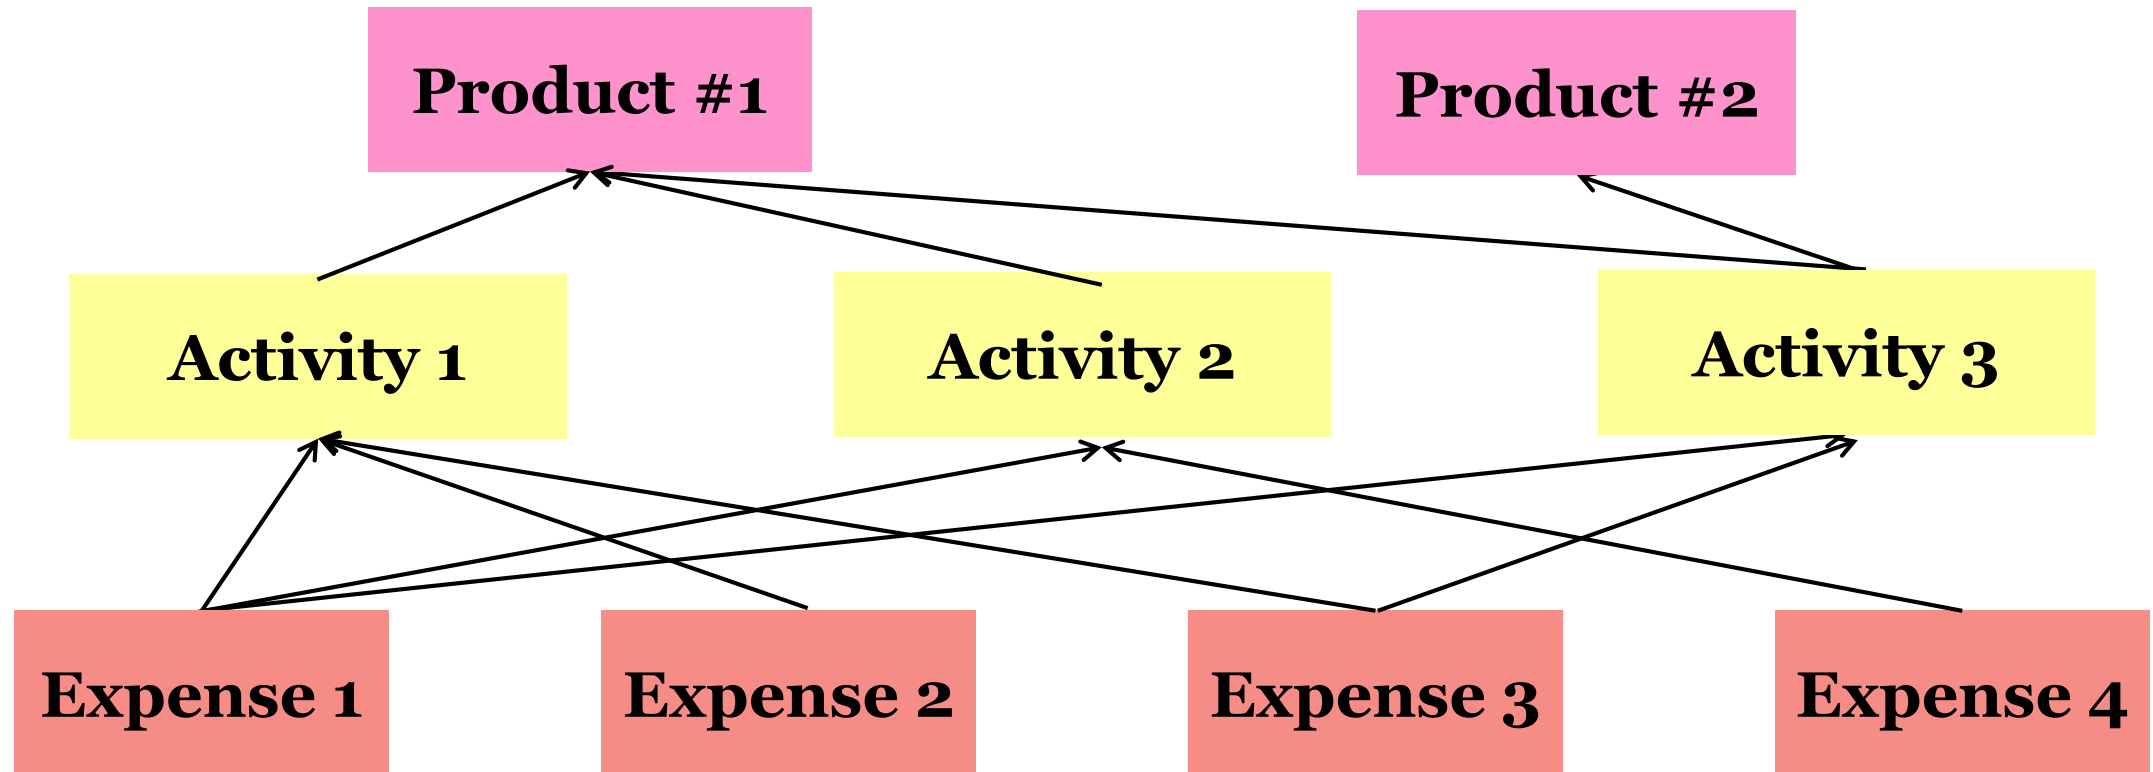 Product #1
Product #2
Activity 1
Activity 2
Activity 3
Expense 1
Expense 2
Expense 3
Expense 4